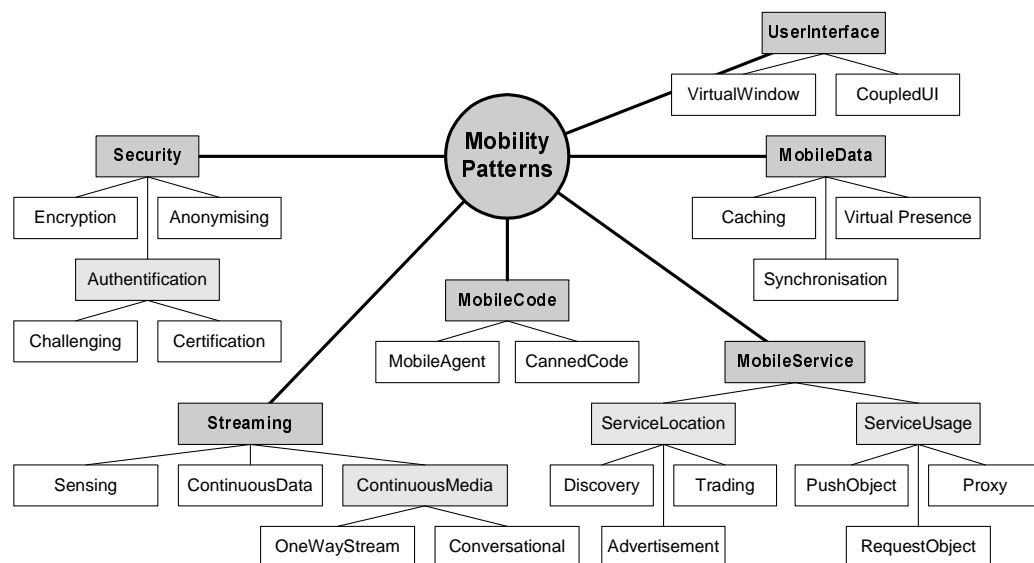 UserInterface
VirtualWindow
CoupledUI
Mobility
Patterns
Security
MobileData
Encryption
Anonymising
Caching
Virtual Presence
Authentification
Synchronisation
MobileCode
Challenging
Certification
MobileAgent
CannedCode
MobileService
Streaming
ServiceLocation
ServiceUsage
Sensing
ContinuousData
ContinuousMedia
Discovery
Trading
PushObject
Proxy
OneWayStream
Conversational
Advertisement
RequestObject